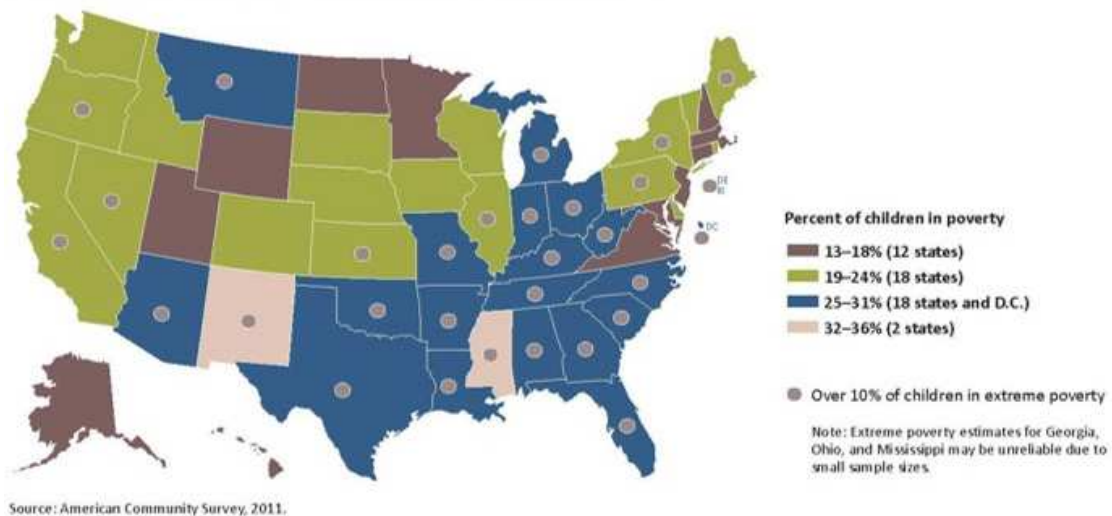 DE
RI
DC
Percent of children in poverty
13–18% (12 states)
19–24% (18 states)
25–31% (18 states and D.C.)
32–36% (2 states)
Over 10% of children in extreme poverty
Note: Extreme poverty estimates for Georgia,
Ohio, and Mississippi may be unreliable due to
small sample sizes.
Source: American Community Survey, 2011.